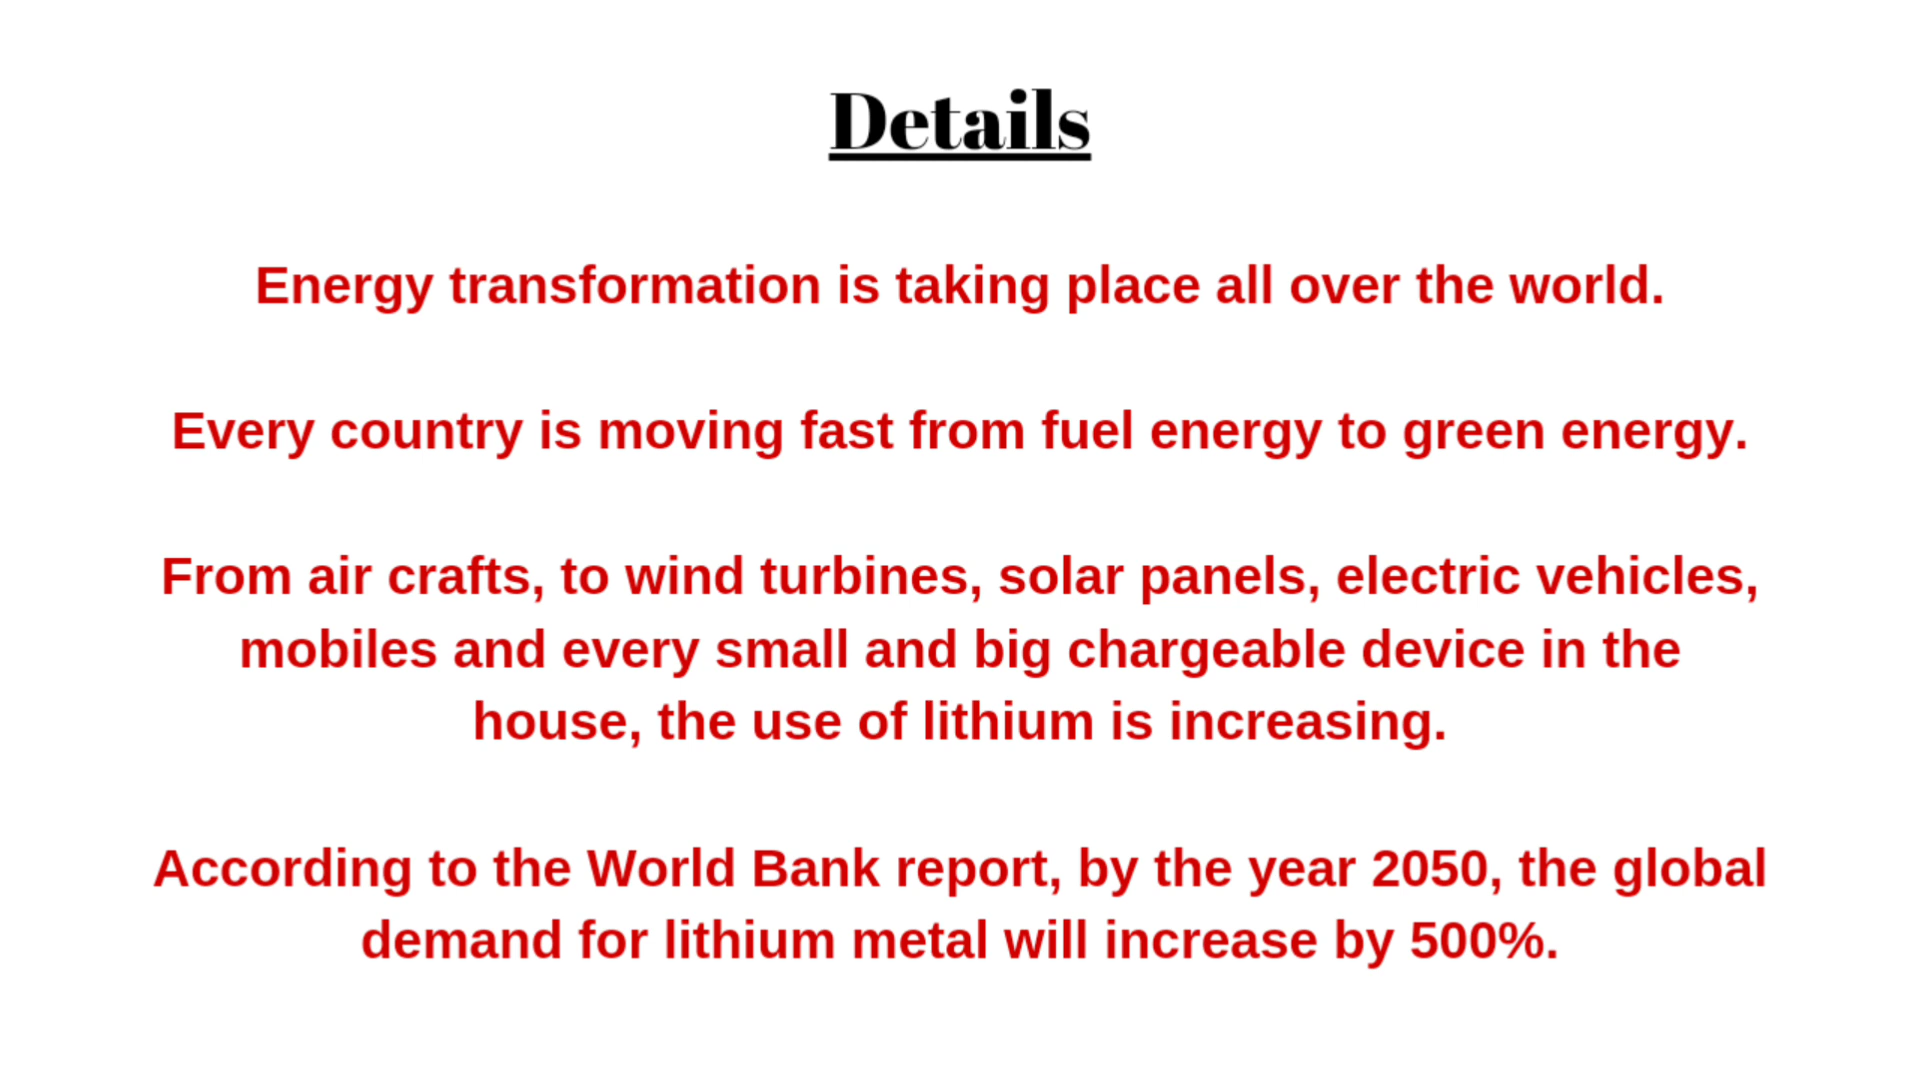 Details
Energy transformation is taking place all over the world.
Every country is moving fast from fuel energy to green energy.
From air crafts, to wind turbines, solar panels, electric vehicles,
mobiles and every small and big chargeable device in the
house, the use of lithium is increasing.
According to the World Bank report, by the year 2050, the global
demand for lithium metal will increase by 500%.